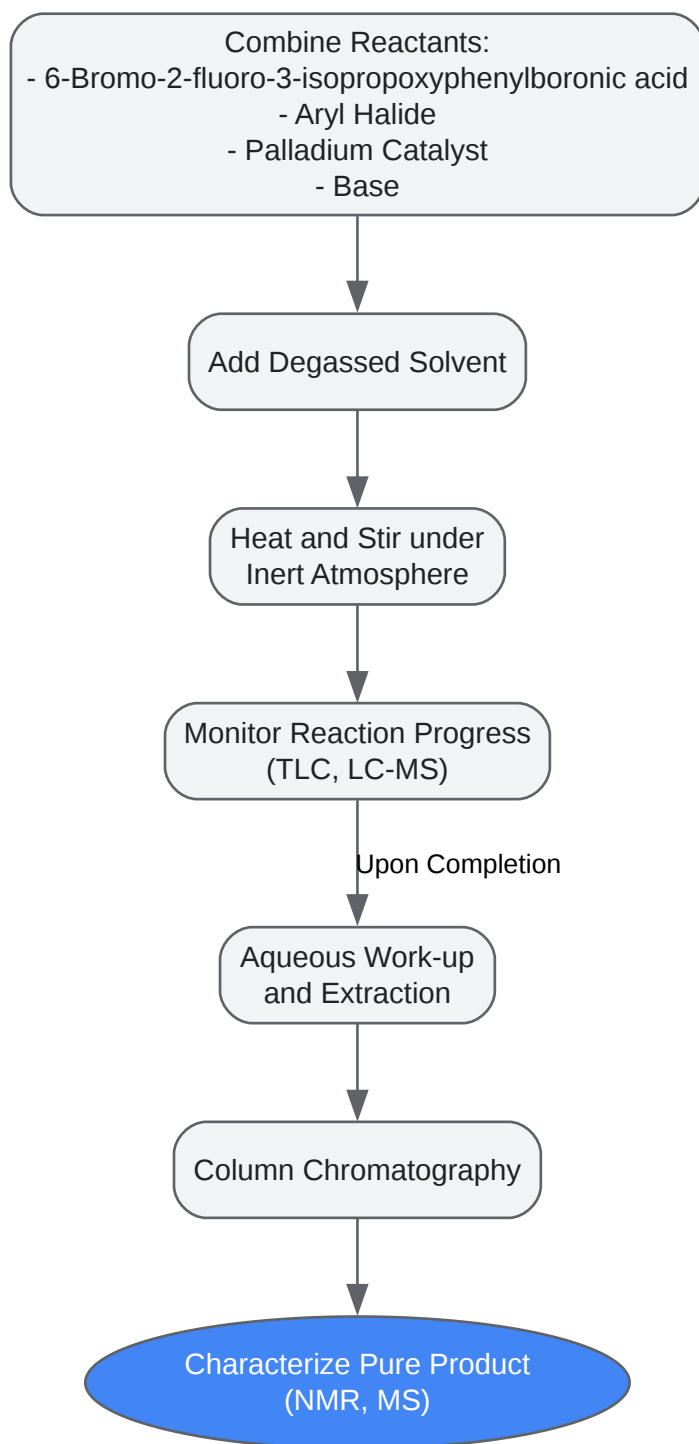 Combine Reactants:
- 6-Bromo-2-fluoro-3-isopropoxyphenylboronic acid
- Aryl Halide
- Palladium Catalyst
- Base
Add Degassed Solvent
Heat and Stir under
Inert Atmosphere
Monitor Reaction Progress
(TLC, LC-MS)
Upon Completion
Aqueous Work-up
and Extraction
Column Chromatography
Characterize Pure Product
(NMR, MS)